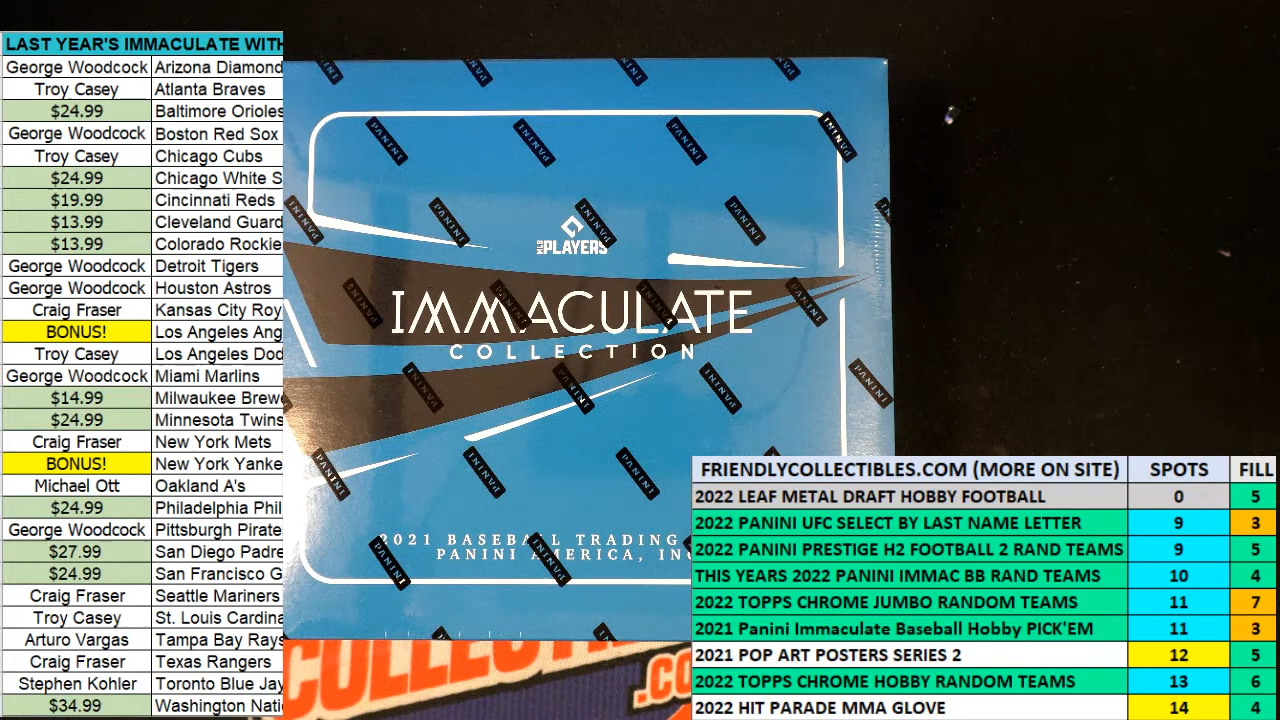 LAST YEAR'S IMMACULATE WITH
George Woodcock Arizona Diamond
Troy Casey Atlanta Braves
$24.99 Baltimore Orioles
George Woodcock Boston Red Sox
Troy Casey Chicago Cubs
$24.99 Chicago White S
$19.99 Cincinnati Reds
$13.99 Cleveland Guard
$13.99 Colorado Rockie
George Woodcock Detroit Tigers
George Woodcock Houston Astros
Craig Fraser Kansas City Roy
BONUS! Los Angeles Ang
Troy Casey Los Angeles Dod
George Woodcock Miami Marlins
$14.99 Milwaukee Brewe
$24.99 Minnesota Twins
Craig Fraser New York Mets
BONUS! New York Yanke
Michael Ott Oakland A's
$24.99 Philadelphia Phil
George Woodcock Pittsburgh Pirate
$27.99 San Diego Padre
$24.99 San Francisco G
Craig Fraser Seattle Mariners
Troy Casey St. Louis Cardina
Arturo Vargas Tampa Bay Rays
Craig Fraser Texas Rangers
Stephen Kohler Toronto Blue Jay
$34.99 Washington Nati
MLB PLAYERS
IMMACULATE
COLLECTION
2021 BASEBALL TRADING
PANINI AMERICA, INC
PANINI
FRIENDLYCOLLECTIBLES.COM (MORE ON SITE) SPOTS FILL
2022 LEAF METAL DRAFT HOBBY FOOTBALL 0 5
2022 PANINI UFC SELECT BY LAST NAME LETTER 9 3
2022 PANINI PRESTIGE H2 FOOTBALL 2 RAND TEAMS 9 5
THIS YEARS 2022 PANINI IMMAC BB RAND TEAMS 10 4
2022 TOPPS CHROME JUMBO RANDOM TEAMS 11 7
2021 Panini Immaculate Baseball Hobby PICK'EM 11 3
2021 POP ART POSTERS SERIES 2 12 5
2022 TOPPS CHROME HOBBY RANDOM TEAMS 13 6
2022 HIT PARADE MMA GLOVE 14 4
.CO